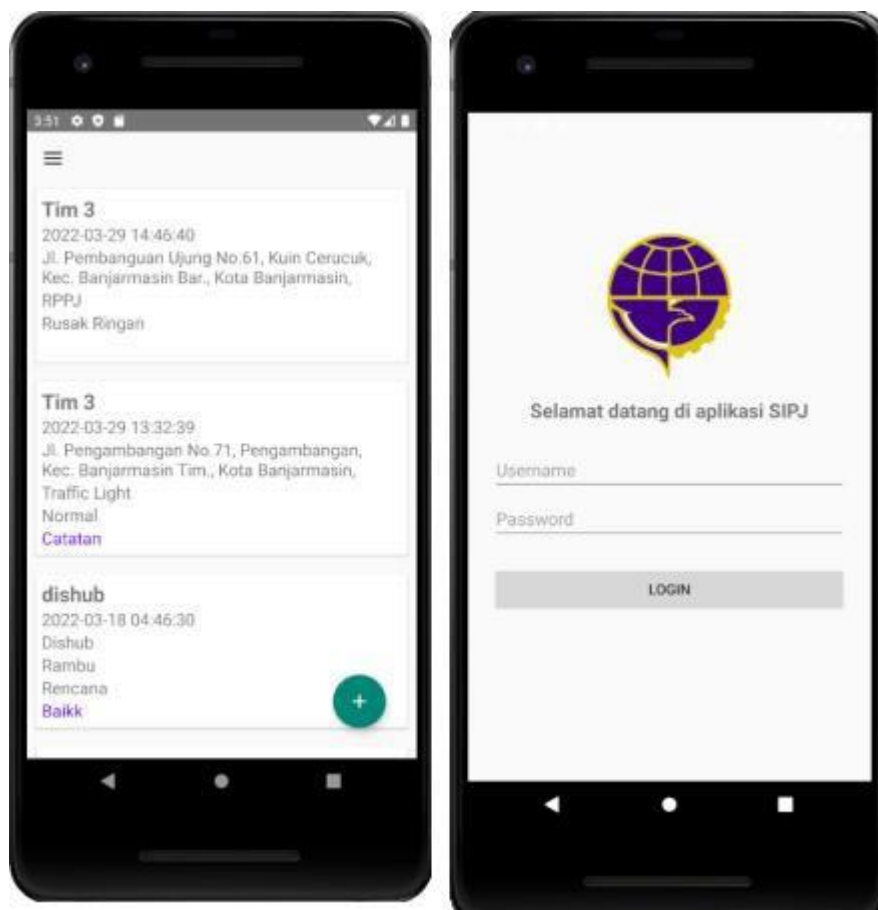 3:51
Tim 3
2022-03-29 14:46:40
Jl. Pembanguan Ujung No.61, Kuin Cerucuk,
Kec. Banjarmasin Bar., Kota Banjarmasin,
RPPJ
Rusak Ringan
Tim 3
2022-03-29 13:32:39
Jl. Pengambangan No.71, Pengambangan,
Kec. Banjarmasin Tim., Kota Banjarmasin,
Traffic Light
Normal
Catatan
dishub
2022-03-18 04:46:30
Dishub
Rambu
Rencana
Baikk
+
Selamat datang di aplikasi SIPJ
Username
Password
LOGIN